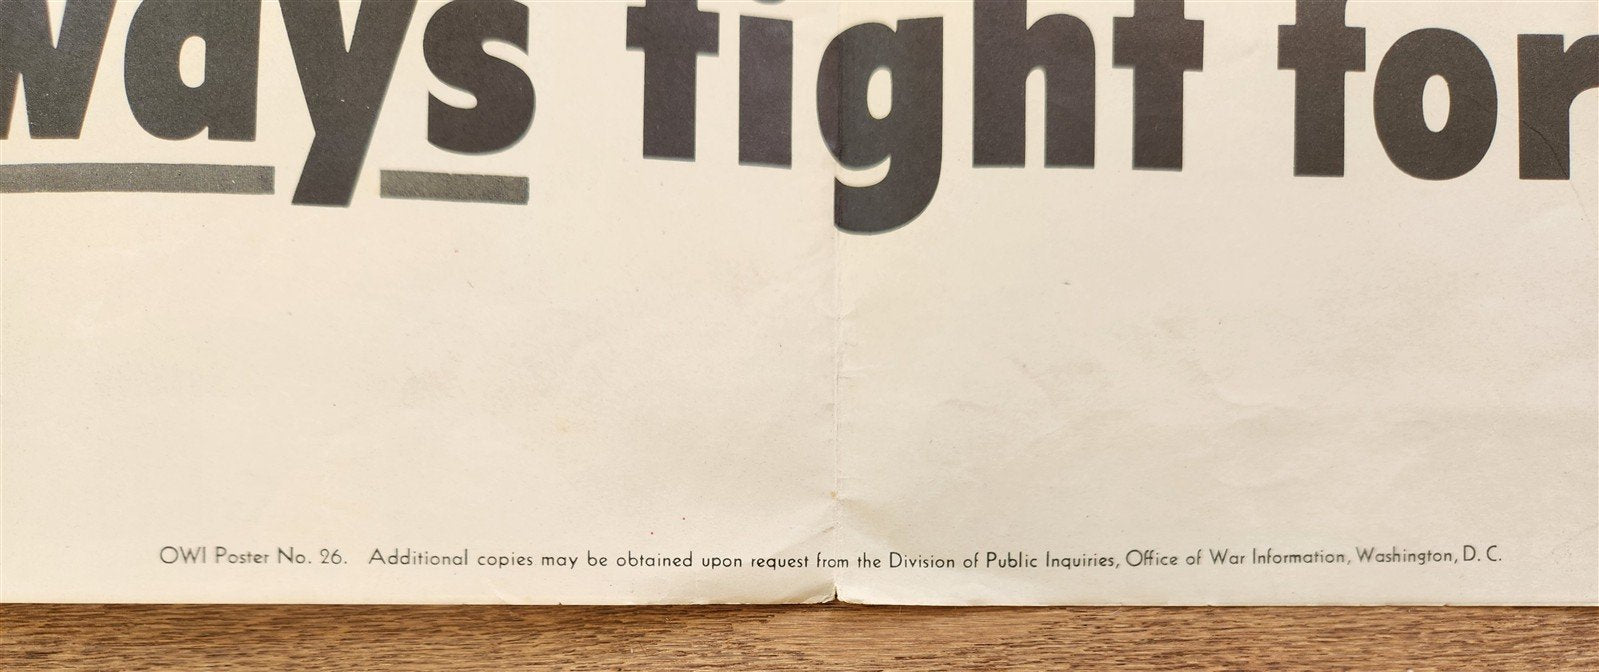 ways fight for
OWI Poster No. 26. Additional copies may be obtained upon request from the Division of Public Inquiries, Office of War Information, Washington, D. C.